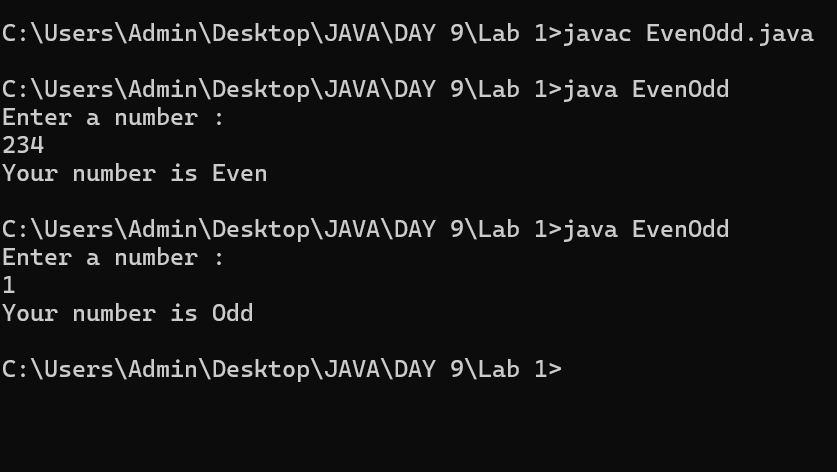 C:\Users\Admin\Desktop\JAVA\DAY 9\Lab 1>javac EvenOdd.java
C:\Users\Admin\Desktop\JAVA\DAY 9\Lab 1>java EvenOdd
Enter a number :
234
Your number is Even
C:\Users\Admin\Desktop\JAVA\DAY 9\Lab 1>java EvenOdd
Enter a number :
1
Your number is Odd
C:\Users\Admin\Desktop\JAVA\DAY 9\Lab 1>